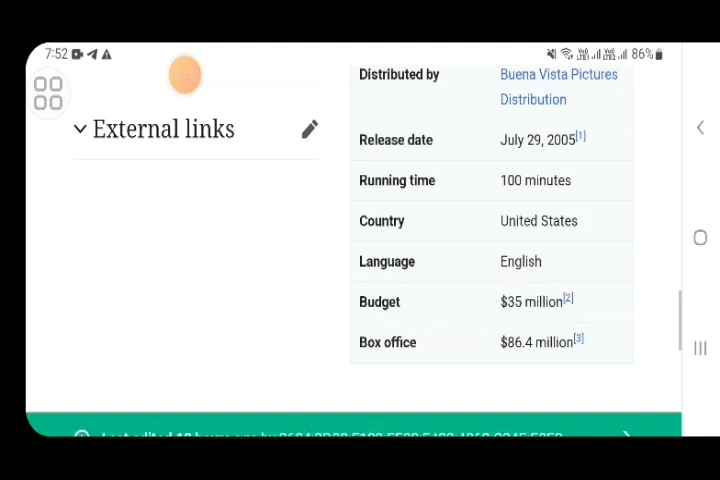 7:52
86%
External links
Distributed by Buena Vista Pictures
Distribution
Release date July 29, 2005[1]
Running time 100 minutes
Country United States
Language English
Budget $35 million[2]
Box office $86.4 million[3]